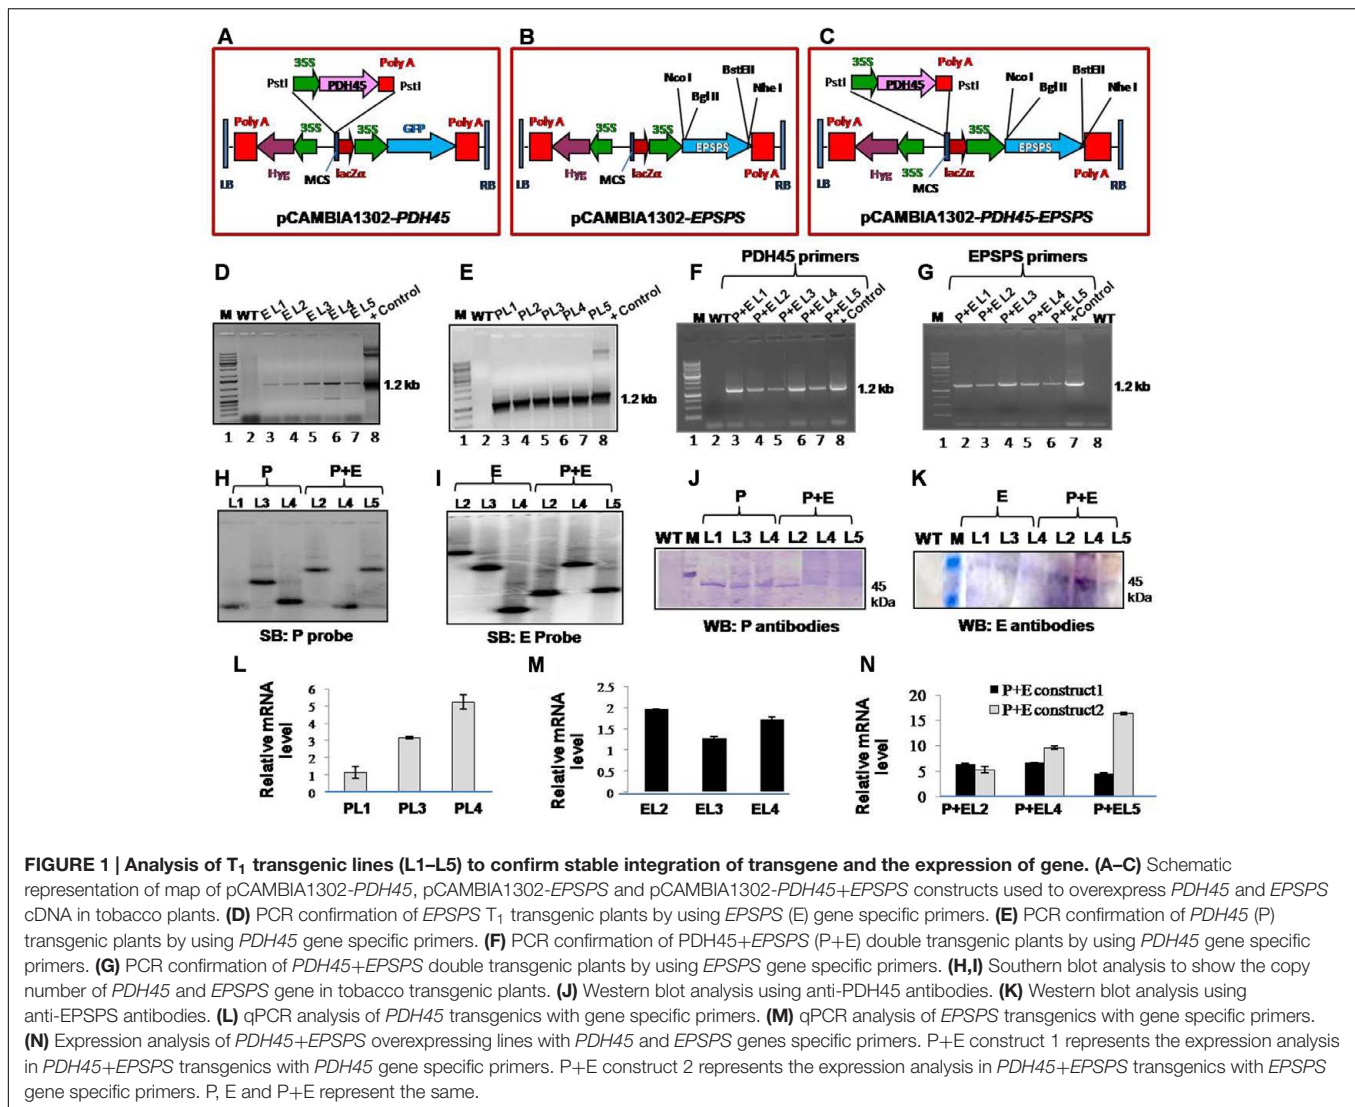 A
B
C
35S
Poly A
PstI
PDH45
PstI
Poly A
35S
35S
GFP
Poly A
LB
Hyg
MCS
lacZα
RB
pCAMBIA1302-PDH45
Nco I
Bgl II
BstEII
Nhe I
Poly A
35S
35S
EPSPS
LB
Hyg
MCS
lacZα
Poly A
RB
pCAMBIA1302-EPSPS
35S
Poly A
PstI
PDH45
PstI
Nco I
Bgl II
BstEII
Nhe I
Poly A
35S
EPSPS
LB
Hyg
35S
MCS
lacZα
Poly A
RB
pCAMBIA1302-PDH45-EPSPS
D
M WT E L1 E L2 E L3 E L4 E L5 + Control
1.2 kb
1 2 3 4 5 6 7 8
E
M WT PL1 PL2 PL3 PL4 PL5 + Control
1.2 kb
1 2 3 4 5 6 7 8
F
PDH45 primers
M WT P+E L1 P+E L2 P+E L3 P+E L4 P+E L5 + Control
1.2 kb
1 2 3 4 5 6 7 8
G
EPSPS primers
M P+E L1 P+E L2 P+E L3 P+E L4 P+E L5 +Control WT
1.2 kb
1 2 3 4 5 6 7 8
H
P P+E
L1 L3 L4 L2 L4 L5
SB: P probe
I
E P+E
L2 L3 L4 L2 L4 L5
SB: E Probe
J
P P+E
WT M L1 L3 L4 L2 L4 L5
45
kDa
WB: P antibodies
K
E P+E
WT M L1 L3 L4 L2 L4 L5
45
kDa
WB: E antibodies
L
Relative mRNA
level
6
5
4
3
2
1
0
PL1 PL3 PL4
M
Relative mRNA
level
2.5
2
1.5
1
0.5
0
EL2 EL3 EL4
N
Relative mRNA
level
20
15
10
5
0
P+E construct1
P+E construct2
P+EL2 P+EL4 P+EL5
FIGURE 1 | Analysis of T₁ transgenic lines (L1–L5) to confirm stable integration of transgene and the expression of gene. (A–C) Schematic
representation of map of pCAMBIA1302-PDH45, pCAMBIA1302-EPSPS and pCAMBIA1302-PDH45+EPSPS constructs used to overexpress PDH45 and EPSPS
cDNA in tobacco plants. (D) PCR confirmation of EPSPS T₁ transgenic plants by using EPSPS (E) gene specific primers. (E) PCR confirmation of PDH45 (P)
transgenic plants by using PDH45 gene specific primers. (F) PCR confirmation of PDH45+EPSPS (P+E) double transgenic plants by using PDH45 gene specific
primers. (G) PCR confirmation of PDH45+EPSPS double transgenic plants by using EPSPS gene specific primers. (H,I) Southern blot analysis to show the copy
number of PDH45 and EPSPS gene in tobacco transgenic plants. (J) Western blot analysis using anti-PDH45 antibodies. (K) Western blot analysis using
anti-EPSPS antibodies. (L) qPCR analysis of PDH45 transgenics with gene specific primers. (M) qPCR analysis of EPSPS transgenics with gene specific primers.
(N) Expression analysis of PDH45+EPSPS overexpressing lines with PDH45 and EPSPS genes specific primers. P+E construct 1 represents the expression analysis
in PDH45+EPSPS transgenics with PDH45 gene specific primers. P+E construct 2 represents the expression analysis in PDH45+EPSPS transgenics with EPSPS
gene specific primers. P, E and P+E represent the same.